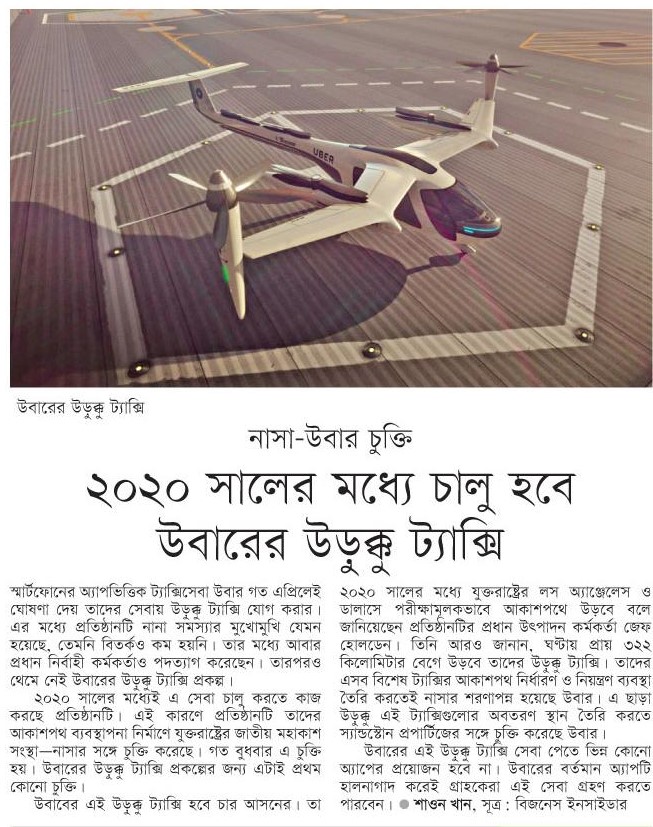 UBER
উবারের উড়ুক্কু ট্যাক্সি
নাসা-উবার চুক্তি
২০২০ সালের মধ্যে চালু হবে
উবারের উড়ুক্কু ট্যাক্সি
স্মার্টফোনের অ্যাপভিত্তিক ট্যাক্সিসেবা উবার গত এপ্রিলেই
ঘোষণা দেয় তাদের সেবায় উড়ুক্কু ট্যাক্সি যোগ করার।
এর মধ্যে প্রতিষ্ঠানটি নানা সমস্যার মুখোমুখি যেমন
হয়েছে, তেমনি বিতর্কও কম হয়নি। তার মধ্যে আবার
প্রধান নির্বাহী কর্মকর্তাও পদত্যাগ করেছেন। তারপরও
থেমে নেই উবারের উড়ুক্কু ট্যাক্সি প্রকল্প।
২০২০ সালের মধ্যেই এ সেবা চালু করতে কাজ
করছে প্রতিষ্ঠানটি। এই কারণে প্রতিষ্ঠানটি তাদের
আকাশপথ ব্যবস্থাপনা নির্মাণে যুক্তরাষ্ট্রের জাতীয় মহাকাশ
সংস্থা—নাসার সঙ্গে চুক্তি করেছে। গত বুধবার এ চুক্তি
হয়। উবারের উড়ুক্কু ট্যাক্সি প্রকল্পের জন্য এটাই প্রথম
কোনো চুক্তি।
উবাবের এই উড়ুক্কু ট্যাক্সি হবে চার আসনের। তা
২০২০ সালের মধ্যে যুক্তরাষ্ট্রের লস অ্যাঞ্জেলেস ও
ডালাসে পরীক্ষামূলকভাবে আকাশপথে উড়বে বলে
জানিয়েছেন প্রতিষ্ঠানটির প্রধান উৎপাদন কর্মকর্তা জেফ
হোলডেন। তিনি আরও জানান, ঘণ্টায় প্রায় ৩২২
কিলোমিটার বেগে উড়বে তাদের উড়ুক্কু ট্যাক্সি। তাদের
এসব বিশেষ ট্যাক্সির আকাশপথ নির্ধারণ ও নিয়ন্ত্রণ ব্যবস্থা
তৈরি করতেই নাসার শরণাপন্ন হয়েছে উবার। এ ছাড়া
উড়ুক্কু এই ট্যাক্সিগুলোর অবতরণ স্থান তৈরি করতে
স্যান্ডস্টোন প্রপার্টিজের সঙ্গে চুক্তি করেছে উবার।
উবারের এই উড়ুক্কু ট্যাক্সি সেবা পেতে ভিন্ন কোনো
অ্যাপের প্রয়োজন হবে না। উবারের বর্তমান অ্যাপটি
হালনাগাদ করেই গ্রাহকেরা এই সেবা গ্রহণ করতে
পারবেন। ● শাওন খান, সূত্র : বিজনেস ইনসাইডার